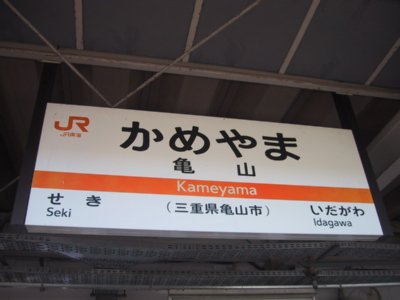 JR
JR東海
かめやま
亀山
Kameyama
せき
Seki
(三重県亀山市)
いだがわ
Idagawa